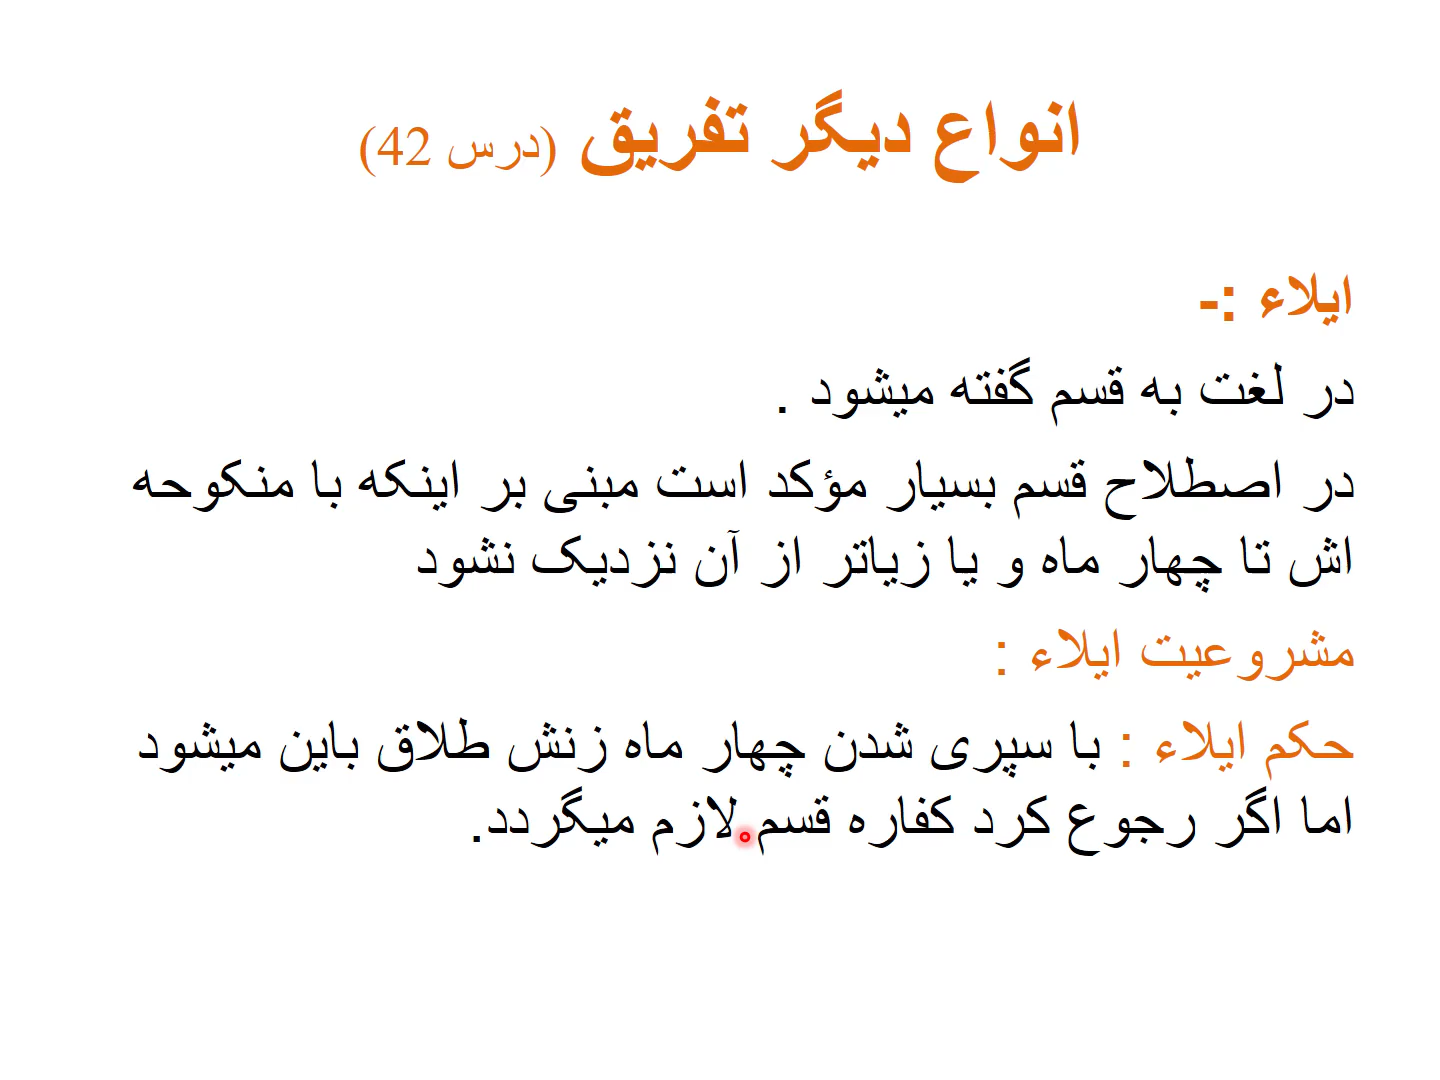 انواع دیگر تفریق (درس 42)
ایلاء :-
در لغت به قسم گفته میشود .
در اصطلاح قسم بسیار مؤکد است مبنی بر اینکه با منکوحه
اش تا چهار ماه و یا زیاتر از آن نزدیک نشود
مشروعیت ایلاء :
حکم ایلاء : با سپری شدن چهار ماه زنش طلاق باین میشود
اما اگر رجوع کرد کفاره قسم لازم میگردد.